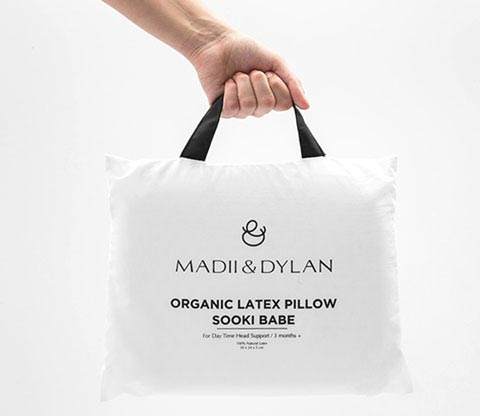 MADII & DYLAN
ORGANIC LATEX PILLOW
SOOKI BABE
For Day Time Head Support / 3 months +
100% Natural Latex